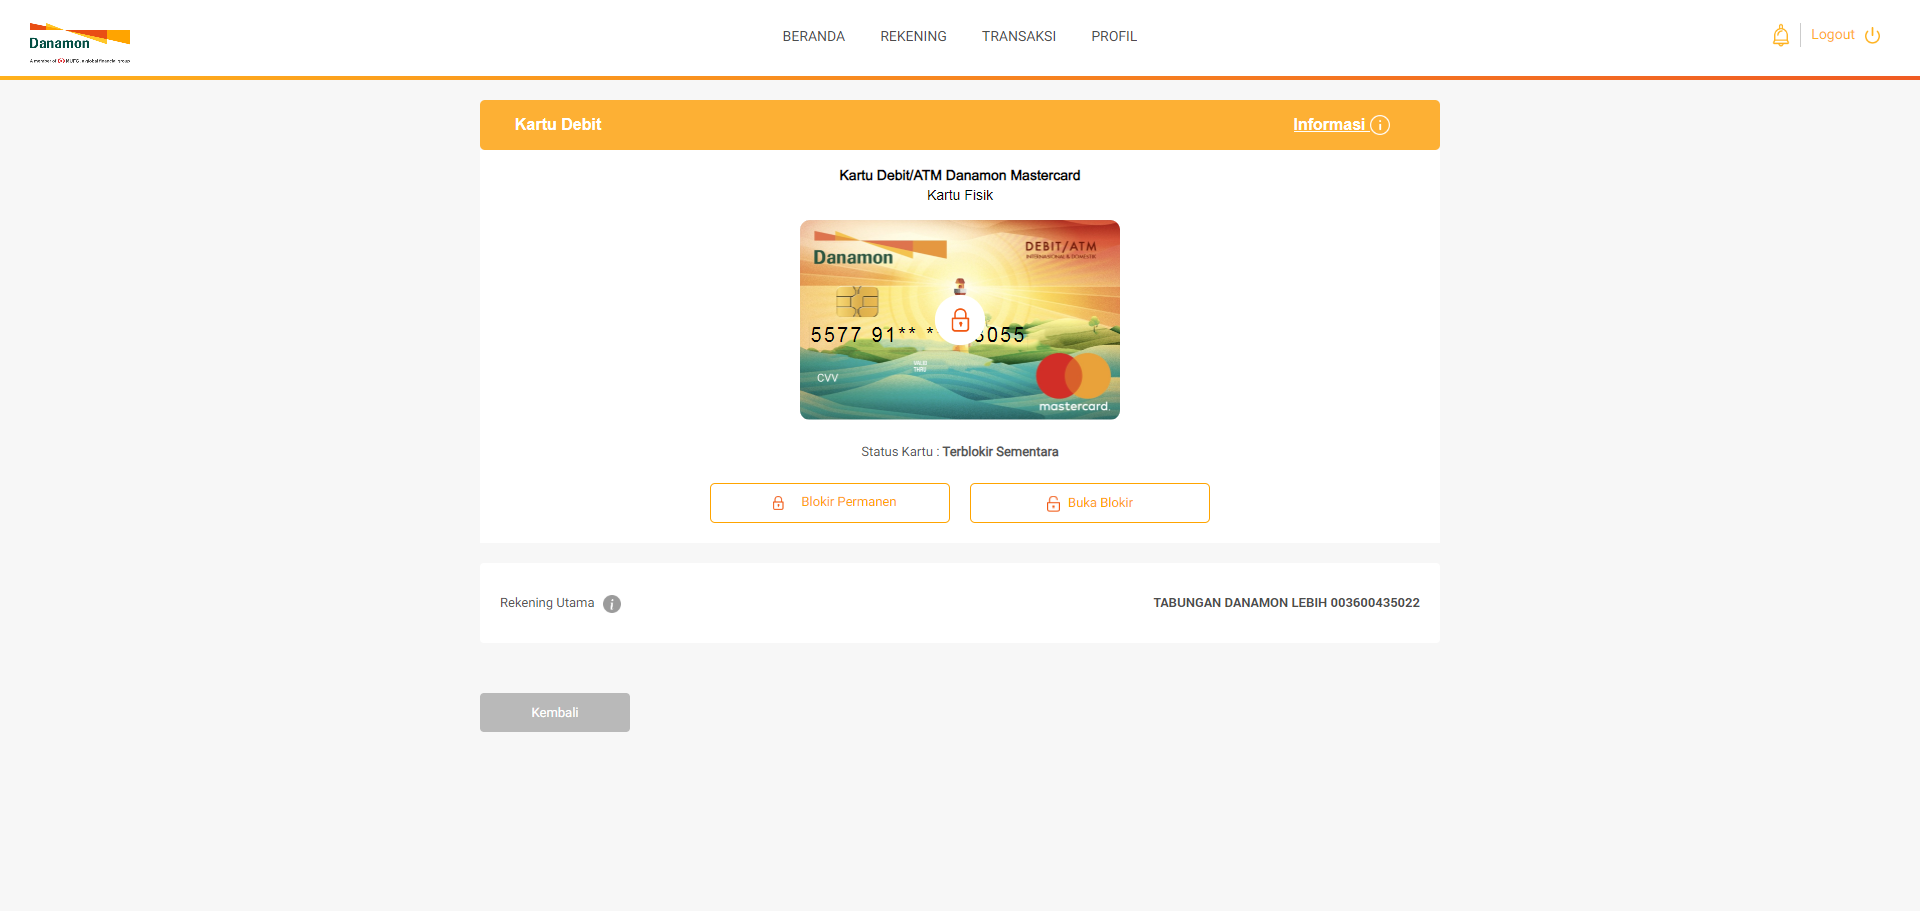 Danamon
A member of MUFG, a global financial group
BERANDA REKENING TRANSAKSI PROFIL
Logout
Kartu Debit
Informasi
Kartu Debit/ATM Danamon Mastercard
Kartu Fisik
Danamon
DEBIT/ATM
INTERNATIONAL & DOMESTIC
5577 91** * 5055
VALID
THRU
CVV
mastercard.
Status Kartu : Terblokir Sementara
Blokir Permanen
Buka Blokir
Rekening Utama
TABUNGAN DANAMON LEBIH 003600435022
Kembali